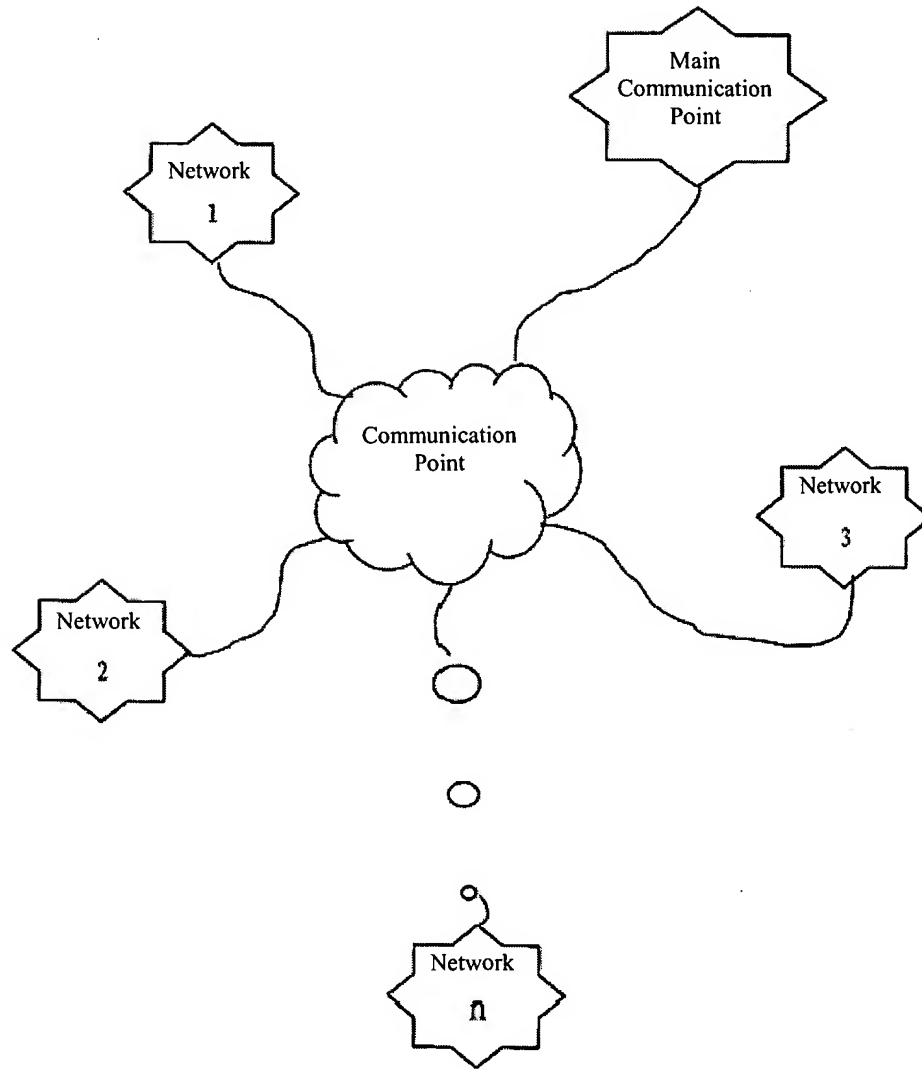 Main
Communication
Point
Network
1
Communication
Point
Network
3
Network
2
Network
n